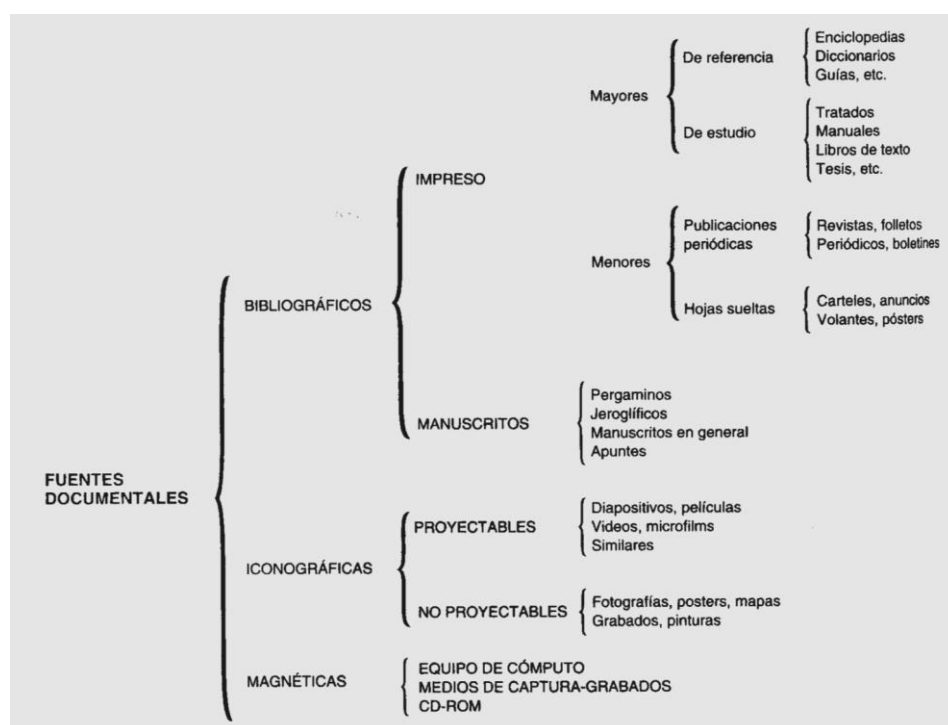 Enciclopedias
De referencia
Diccionarios
Guías, etc.
Mayores
Tratados
De estudio
Manuales
Libros de texto
Tesis, etc.
IMPRESO
Publicaciones
periódicas
Revistas, folletos
Periódicos, boletines
Menores
Hojas sueltas
Carteles, anuncios
Volantes, pósters
BIBLIOGRÁFICOS
MANUSCRITOS
Pergaminos
Jeroglíficos
Manuscritos en general
Apuntes
FUENTES
DOCUMENTALES
PROYECTABLES
Diapositivos, películas
Videos, microfilms
Similares
ICONOGRÁFICAS
NO PROYECTABLES
Fotografías, posters, mapas
Grabados, pinturas
MAGNÉTICAS
EQUIPO DE CÓMPUTO
MEDIOS DE CAPTURA-GRABADOS
CD-ROM